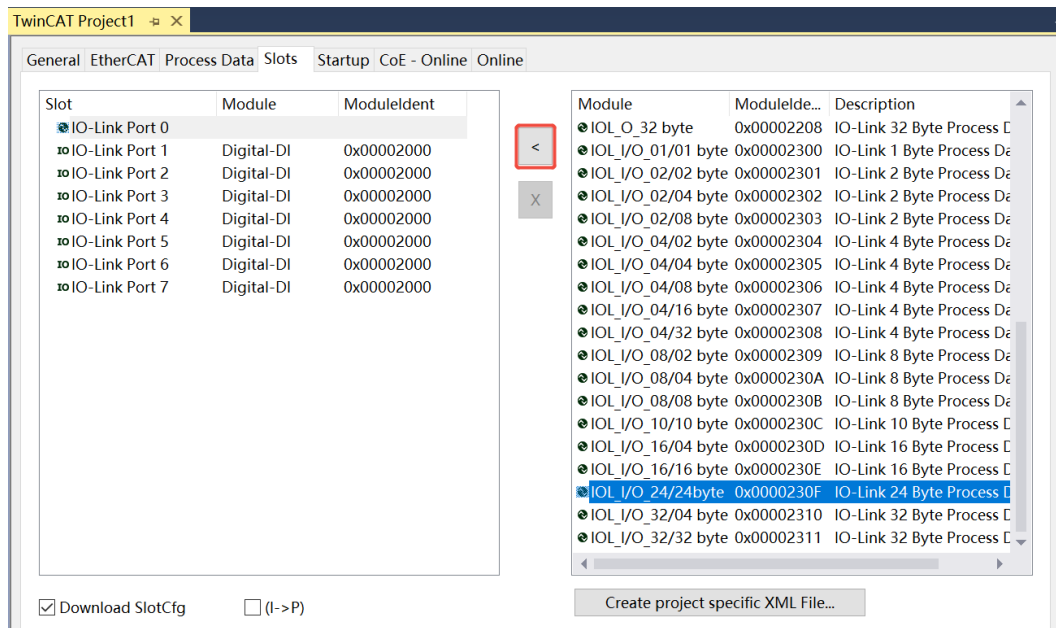 TwinCAT Project1
General EtherCAT Process Data Slots Startup CoE - Online Online
Slot Module ModuleIdent
IO-Link Port 0
IO-Link Port 1 Digital-DI 0x00002000
IO-Link Port 2 Digital-DI 0x00002000
IO-Link Port 3 Digital-DI 0x00002000
IO-Link Port 4 Digital-DI 0x00002000
IO-Link Port 5 Digital-DI 0x00002000
IO-Link Port 6 Digital-DI 0x00002000
IO-Link Port 7 Digital-DI 0x00002000
<
X
Module ModuleIde... Description
IOL_O_32 byte 0x00002208 IO-Link 32 Byte Process D
IOL_I/O_01/01 byte 0x00002300 IO-Link 1 Byte Process Da
IOL_I/O_02/02 byte 0x00002301 IO-Link 2 Byte Process Da
IOL_I/O_02/04 byte 0x00002302 IO-Link 2 Byte Process Da
IOL_I/O_02/08 byte 0x00002303 IO-Link 2 Byte Process Da
IOL_I/O_04/02 byte 0x00002304 IO-Link 4 Byte Process Da
IOL_I/O_04/04 byte 0x00002305 IO-Link 4 Byte Process Da
IOL_I/O_04/08 byte 0x00002306 IO-Link 4 Byte Process Da
IOL_I/O_04/16 byte 0x00002307 IO-Link 4 Byte Process Da
IOL_I/O_04/32 byte 0x00002308 IO-Link 4 Byte Process Da
IOL_I/O_08/02 byte 0x00002309 IO-Link 8 Byte Process Da
IOL_I/O_08/04 byte 0x0000230A IO-Link 8 Byte Process Da
IOL_I/O_08/08 byte 0x0000230B IO-Link 8 Byte Process Da
IOL_I/O_10/10 byte 0x0000230C IO-Link 10 Byte Process D
IOL_I/O_16/04 byte 0x0000230D IO-Link 16 Byte Process D
IOL_I/O_16/16 byte 0x0000230E IO-Link 16 Byte Process D
IOL_I/O_24/24byte 0x0000230F IO-Link 24 Byte Process D
IOL_I/O_32/04 byte 0x00002310 IO-Link 32 Byte Process D
IOL_I/O_32/32 byte 0x00002311 IO-Link 32 Byte Process D
Download SlotCfg (I->P)
Create project specific XML File...